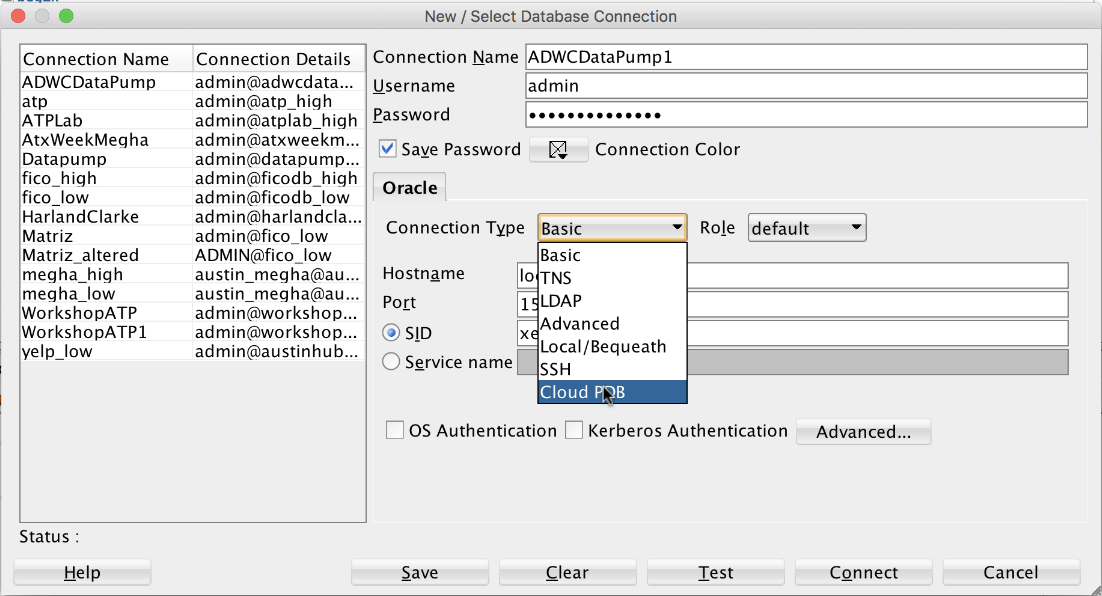 New / Select Database Connection
Connection Name Connection Details
ADWCDataPump admin@adwcdata...
atp admin@atp_high
ATPLab admin@atplab_high
AtxWeekMegha admin@atxweekm...
Datapump admin@datapump...
fico_high admin@ficodb_high
fico_low admin@ficodb_low
HarlandClarke admin@harlandcla...
Matriz admin@fico_low
Matriz_altered ADMIN@fico_low
megha_high austin_megha@au...
megha_low austin_megha@au...
WorkshopATP admin@workshop...
WorkshopATP1 admin@workshop...
yelp_low admin@austinhub...
Connection Name ADWCDataPump1
Username admin
Password ••••••••••••••
Save Password Connection Color
Oracle
Connection Type Basic Role default
Basic
TNS
LDAP
Advanced
Local/Bequeath
SSH
Cloud PDB
Hostname
Port
SID
Service name
OS Authentication Kerberos Authentication Advanced...
Status :
Help Save Clear Test Connect Cancel